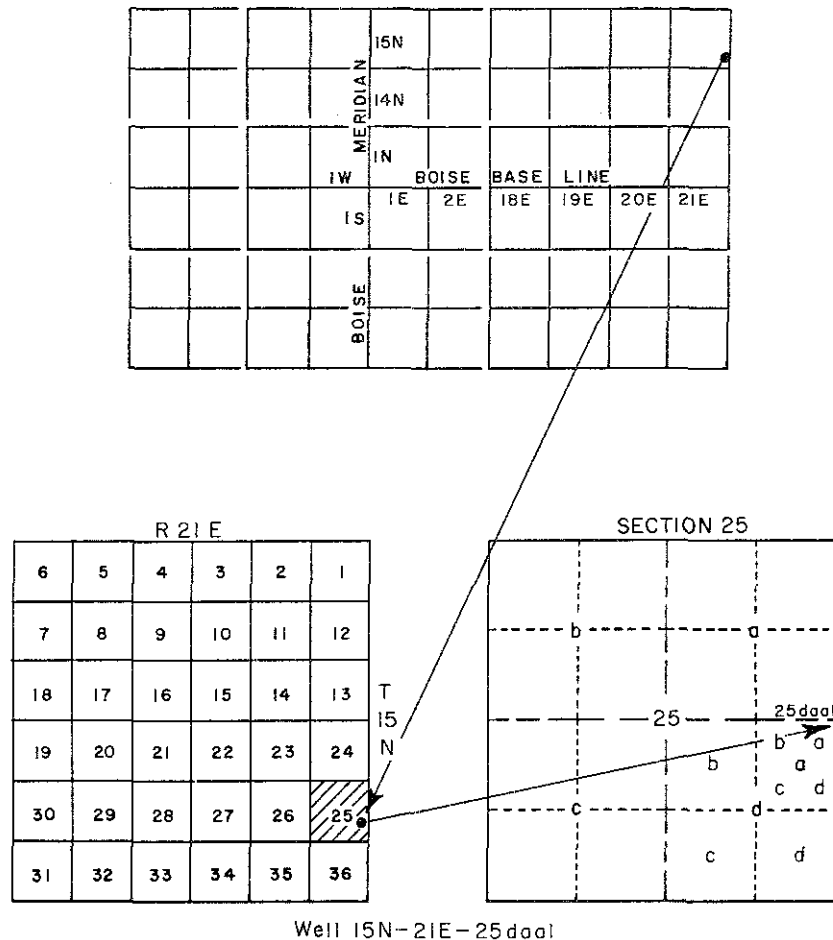 15N
14N
MERIDIAN
1N
1W BOISE BASE LINE
1E 2E 18E 19E 20E 21E
1S
BOISE
R 21 E
6 5 4 3 2 1
7 8 9 10 11 12
18 17 16 15 14 13
19 20 21 22 23 24
30 29 28 27 26 25
31 32 33 34 35 36
T
15
N
SECTION 25
b a
25 25daa1
b a
b a
c d
c d
c d
Well 15N-21E-25daa1